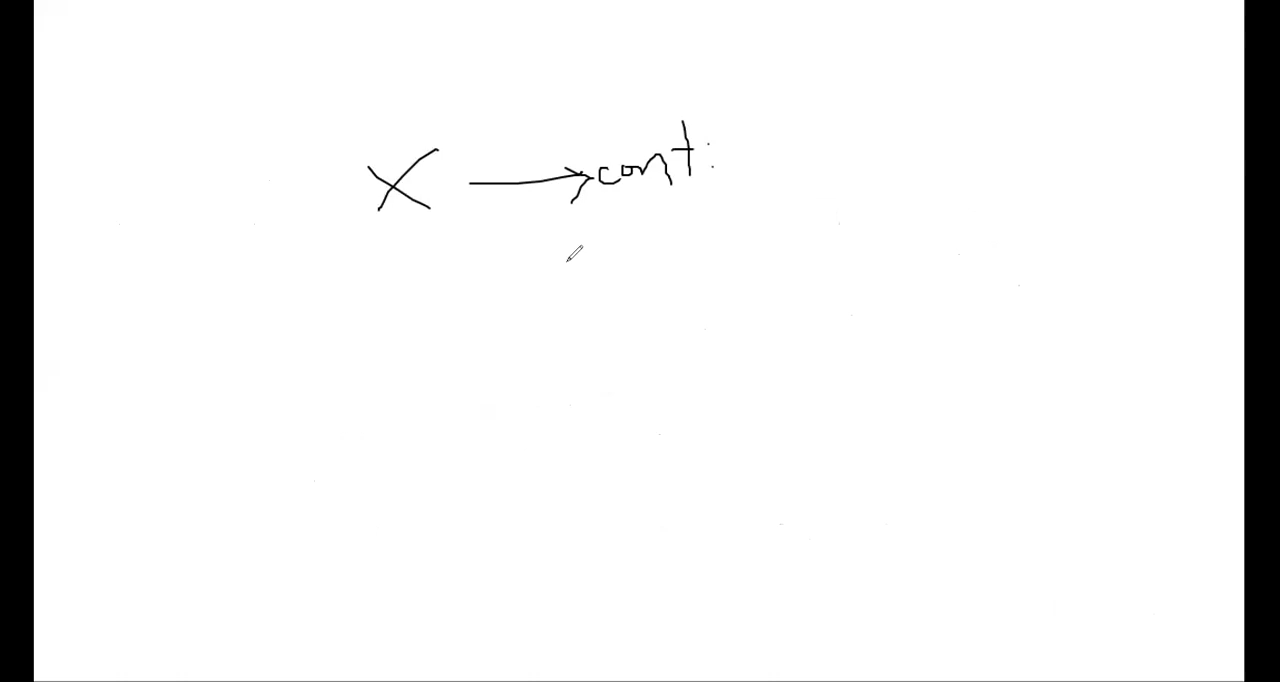 X → cont: